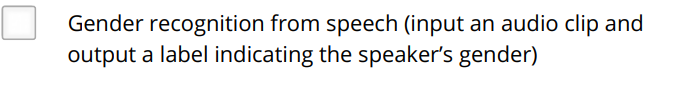 Gender recognition from speech (input an audio clip and
output a label indicating the speaker’s gender)